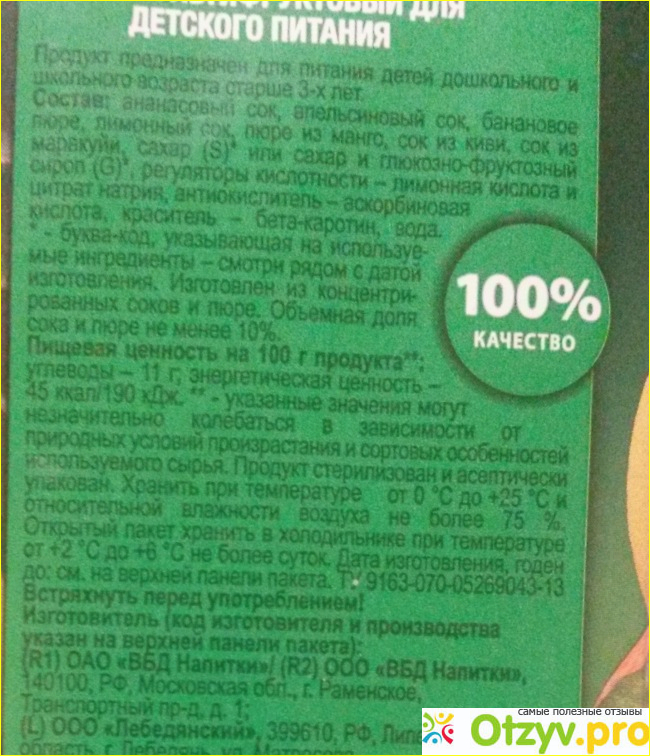 ФРУКТОВЫЙ ДЛЯ
ДЕТСКОГО ПИТАНИЯ
Продукт предназначен для питания детей дошкольного и
школьного возраста старше 3-х лет.
Состав: ананасовый сок, апельсиновый сок, банановое
пюре, лимонный сок, пюре из манго, сок из киви, сок из
маракуйи, сахар (S)* или сахар и глюкозно-фруктозный
сироп (G)*, регуляторы кислотности – лимонная кислота и
цитрат натрия, антиокислитель – аскорбиновая
кислота, краситель – бета-каротин, вода.
* - буква-код, указывающая на используе-
мые ингредиенты – смотри рядом с датой
изготовления. Изготовлен из концентри-
рованных соков и пюре. Объемная доля
сока и пюре не менее 10%.
100%
КАЧЕСТВО
Пищевая ценность на 100 г продукта**:
углеводы – 11 г, энергетическая ценность –
45 ккал/190 кДж. ** - указанные значения могут
незначительно колебаться в зависимости от
природных условий произрастания и сортовых особенностей
используемого сырья. Продукт стерилизован и асептически
упакован. Хранить при температуре от 0 °С до +25 °С и
относительной влажности воздуха не более 75 %.
Открытый пакет хранить в холодильнике при температуре
от +2 °С до +6 °С не более суток. Дата изготовления, годен
до: см. на верхней панели пакета. 9163-070-05269043-13
Встряхнуть перед употреблением!
Изготовитель (код изготовителя и производства
указан на верхней панели пакета):
(R1) ОАО «ВБД Напитки»/ (R2) ООО «ВБД Напитки»,
140100, РФ, Московская обл., г. Раменское,
Транспортный пр-д, д. 1;
(L) ООО «Лебедянский», 399610, РФ,
область, г. Лебедянь, ул.
самые полезные отзывы
Otzyv.pro